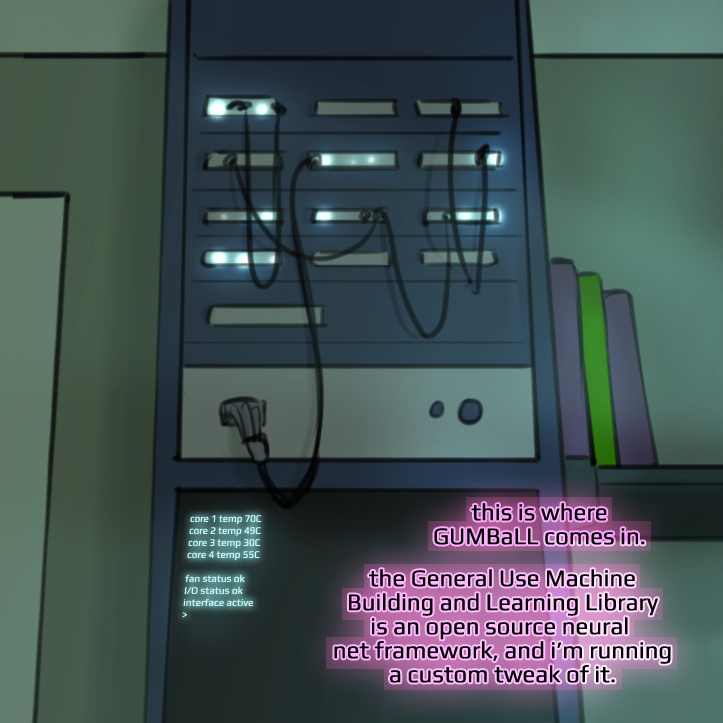 core 1 temp 70C
core 2 temp 49C
core 3 temp 30C
core 4 temp 55C
fan status ok
I/O status ok
interface active
>
this is where
GUMBaLL comes in.
the General Use Machine
Building and Learning Library
is an open source neural
net framework, and i'm running
a custom tweak of it.